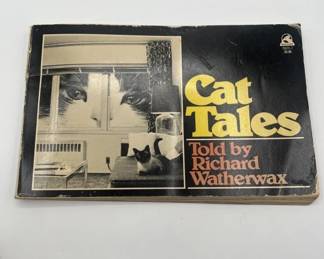 Cat
Tales
Told by
Richard
Watherwax